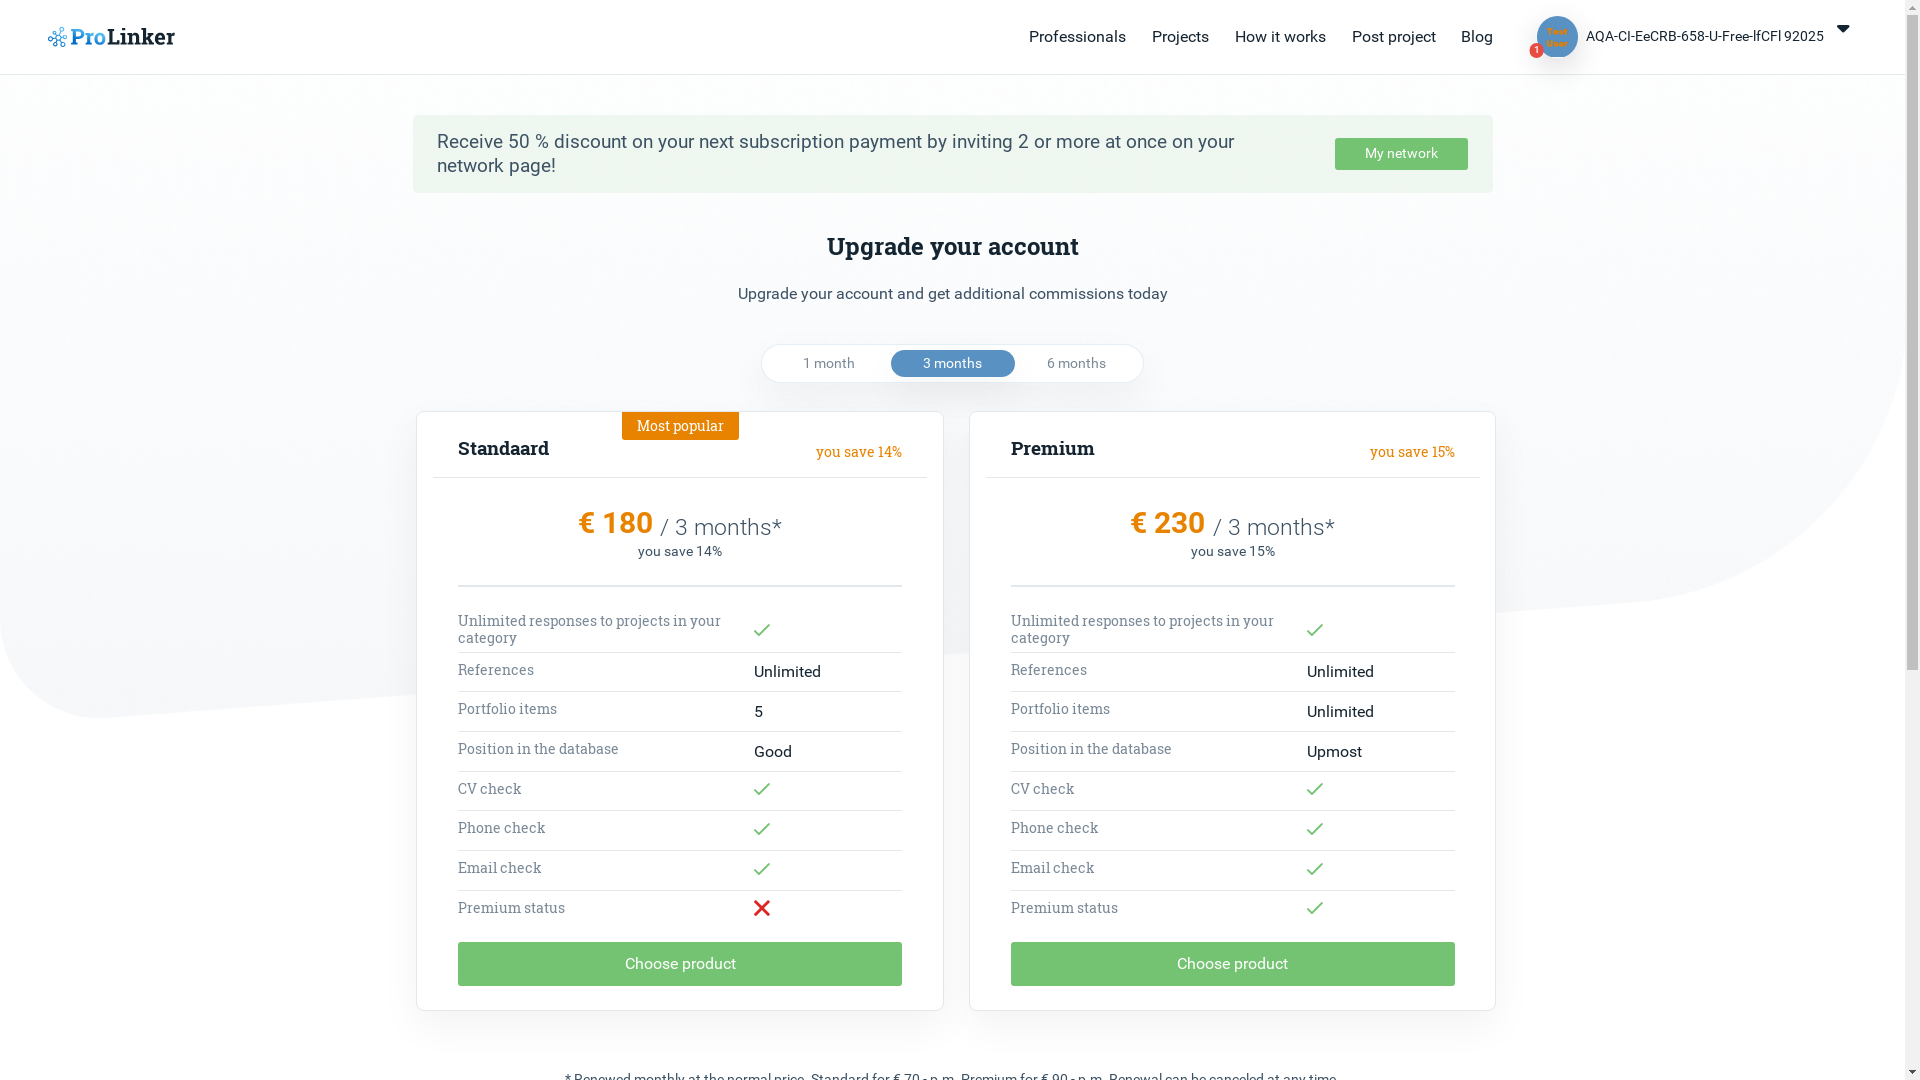 ProLinker
Professionals
Projects
How it works
Post project
Blog
Test
User
1
AQA-CI-EeCRB-658-U-Free-lfCFl 92025
Receive 50 % discount on your next subscription payment by inviting 2 or more at once on your
network page!
My network
Upgrade your account
Upgrade your account and get additional commissions today
1 month
3 months
6 months
Most popular
Standaard
you save 14%
€ 180 / 3 months*
you save 14%
Unlimited responses to projects in your
category
References
Unlimited
Portfolio items
5
Position in the database
Good
CV check
Phone check
Email check
Premium status
Choose product
Premium
you save 15%
€ 230 / 3 months*
you save 15%
Unlimited responses to projects in your
category
References
Unlimited
Portfolio items
Unlimited
Position in the database
Upmost
CV check
Phone check
Email check
Premium status
Choose product
* Renewed monthly at the normal price. Standard for € 70,- p.m. Premium for € 90,- p.m. Renewal can be canceled at any time.